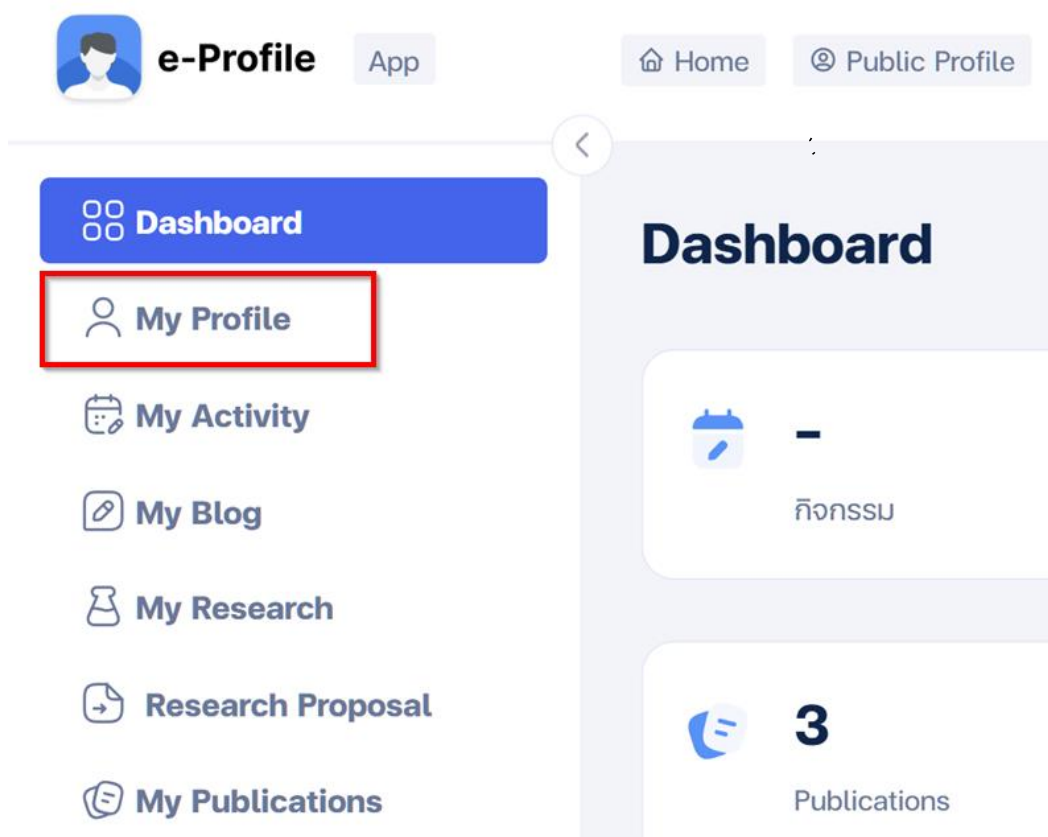 e-Profile App Home Public Profile
Dashboard
Dashboard
My Profile
My Activity
-
กิจกรรม
My Blog
My Research
Research Proposal
3
My Publications
Publications